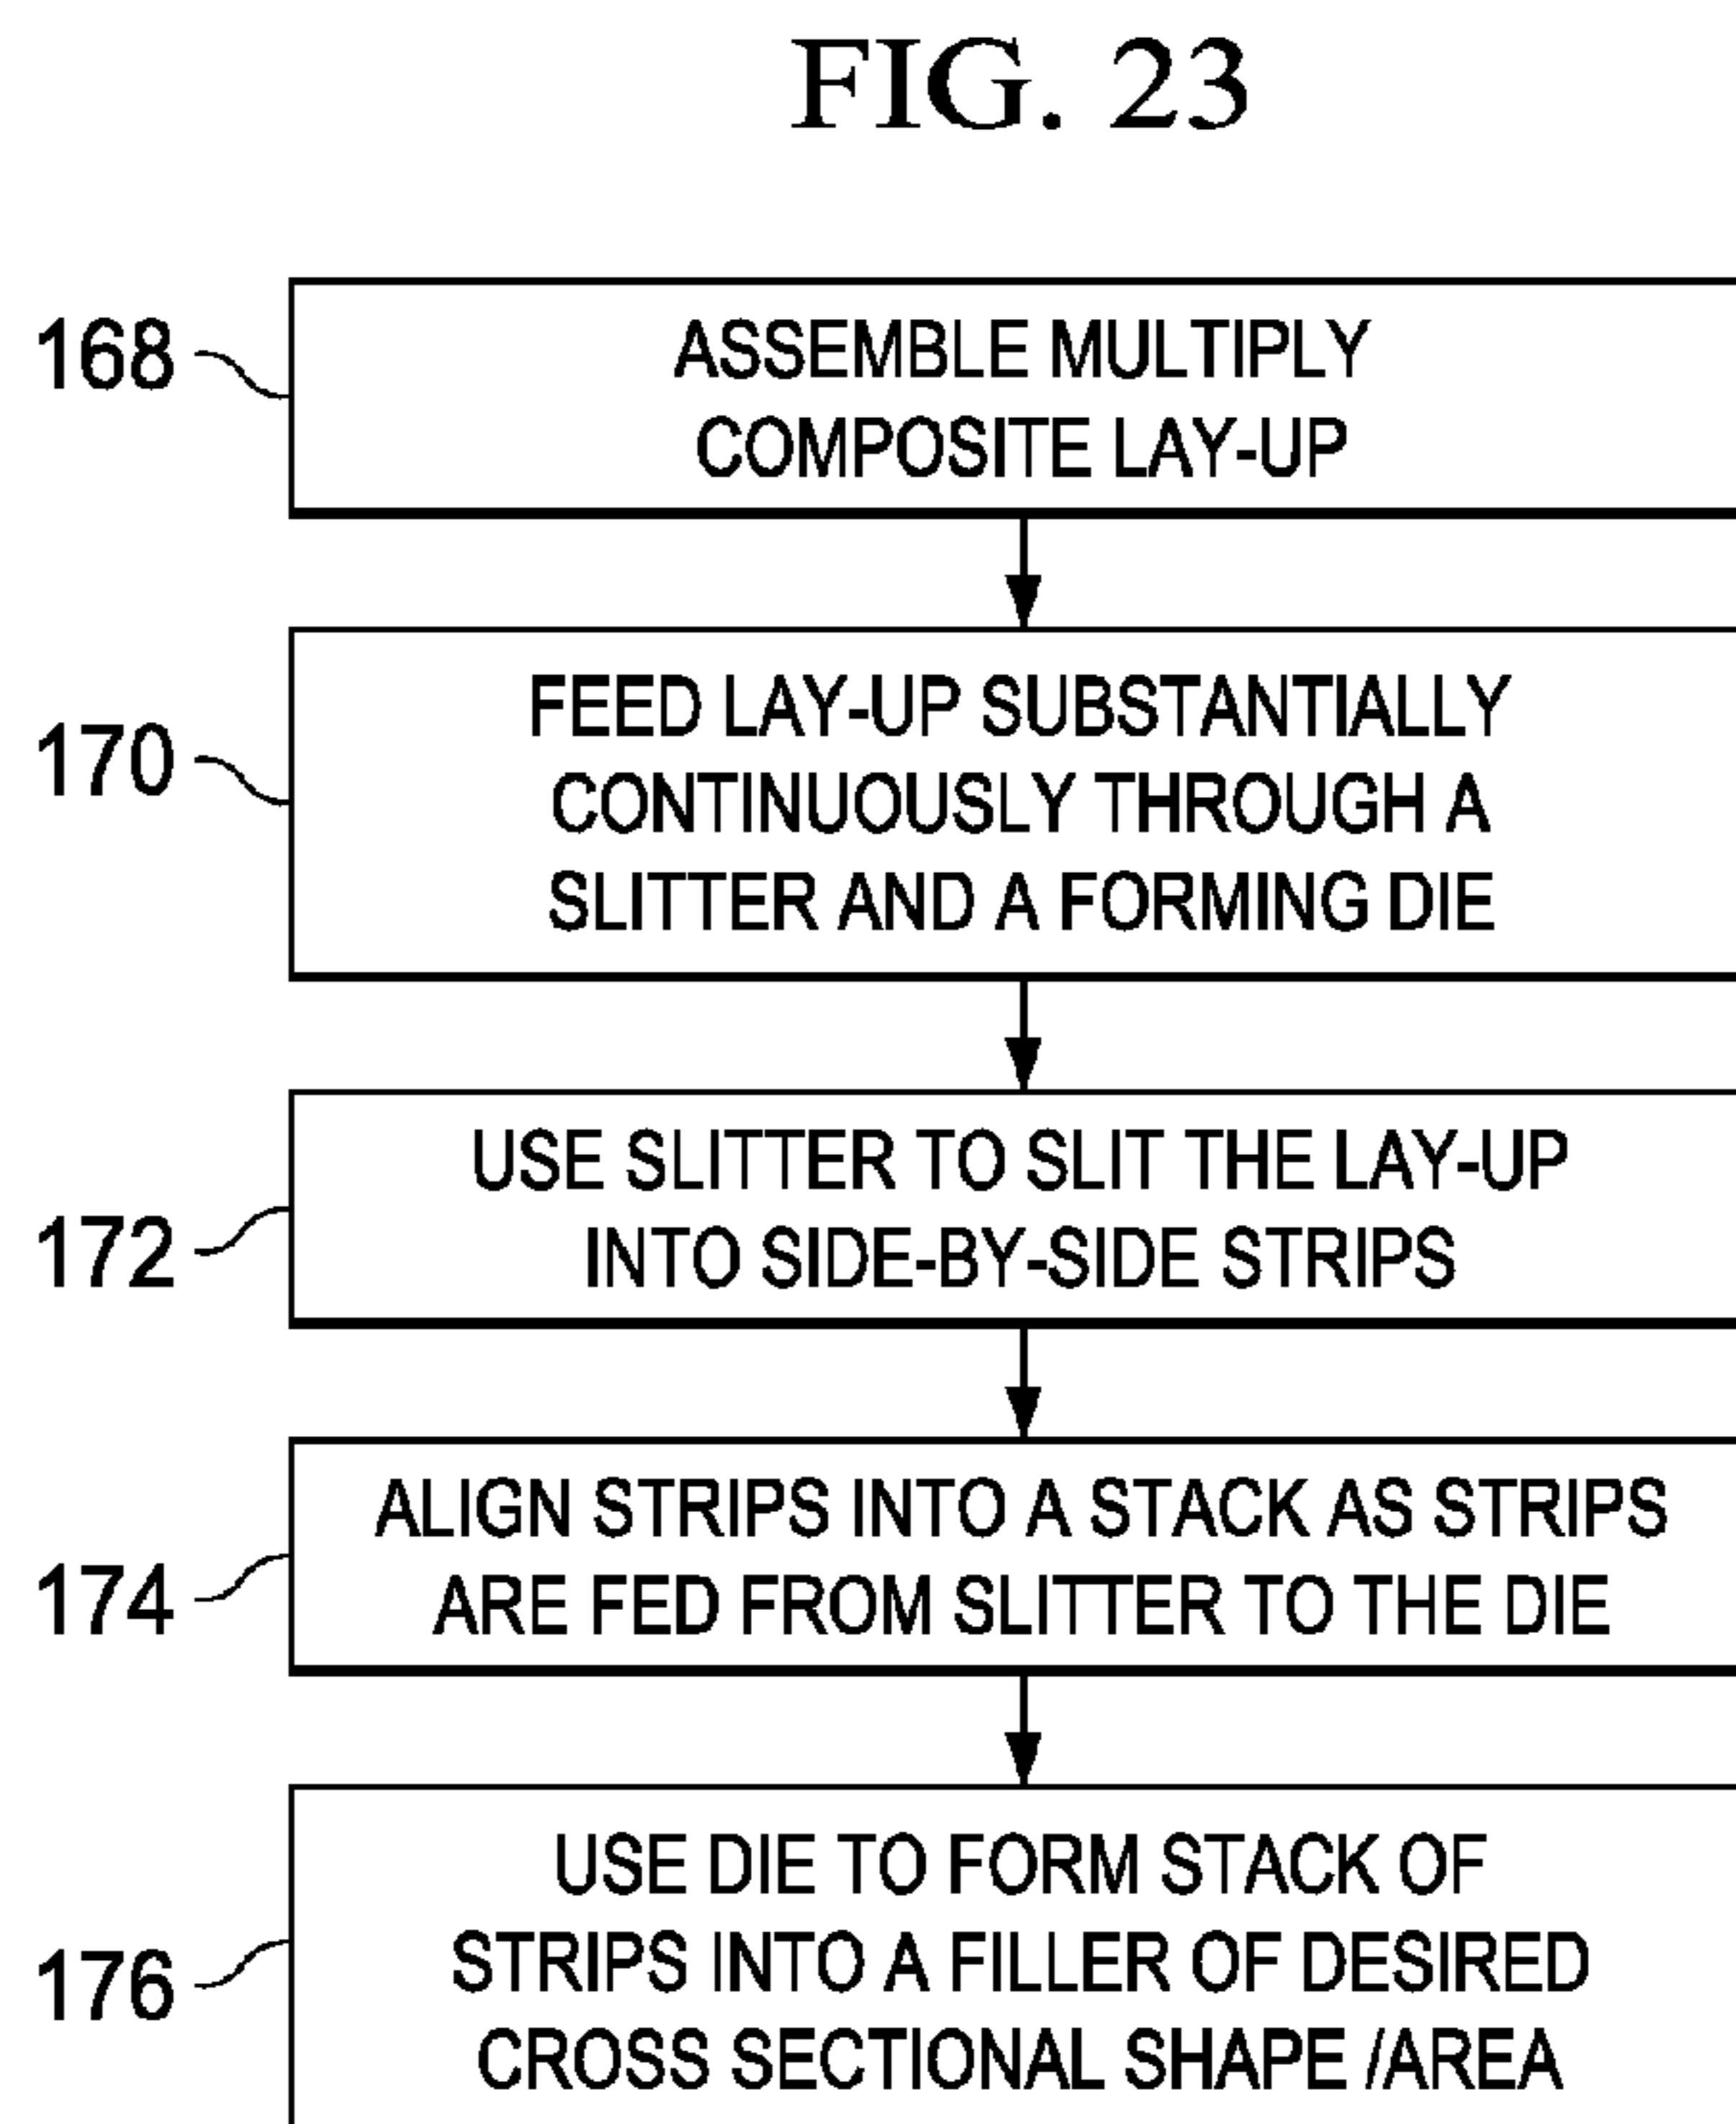 FIG. 23
168
ASSEMBLE MULTIPLY
COMPOSITE LAY-UP
170
FEED LAY-UP SUBSTANTIALLY
CONTINUOUSLY THROUGH A
SLITTER AND A FORMING DIE
172
USE SLITTER TO SLIT THE LAY-UP
INTO SIDE-BY-SIDE STRIPS
174
ALIGN STRIPS INTO A STACK AS STRIPS
ARE FED FROM SLITTER TO THE DIE
176
USE DIE TO FORM STACK OF
STRIPS INTO A FILLER OF DESIRED
CROSS SECTIONAL SHAPE /AREA